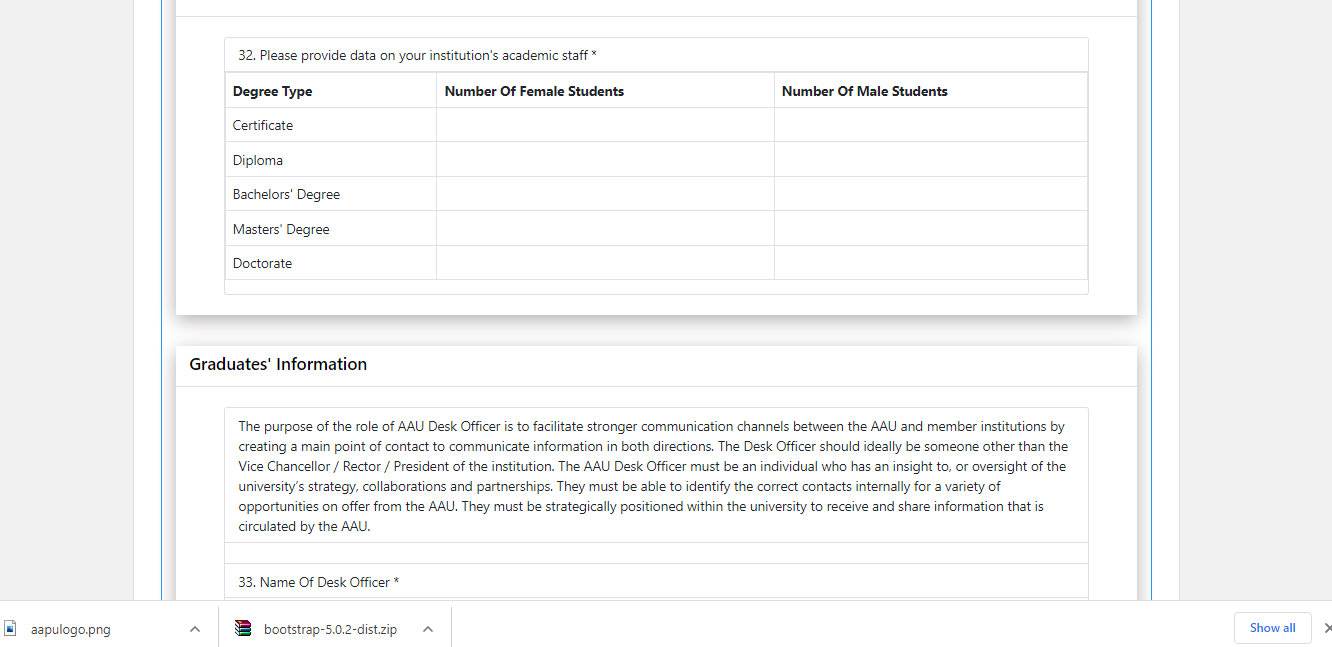 32. Please provide data on your institution's academic staff *
Degree Type Number Of Female Students Number Of Male Students
Certificate
Diploma
Bachelors' Degree
Masters' Degree
Doctorate
Graduates' Information
The purpose of the role of AAU Desk Officer is to facilitate stronger communication channels between the AAU and member institutions by
creating a main point of contact to communicate information in both directions. The Desk Officer should ideally be someone other than the
Vice Chancellor / Rector / President of the institution. The AAU Desk Officer must be an individual who has an insight to, or oversight of the
university's strategy, collaborations and partnerships. They must be able to identify the correct contacts internally for a variety of
opportunities on offer from the AAU. They must be strategically positioned within the university to receive and share information that is
circulated by the AAU.
33. Name Of Desk Officer *
aapulogo.png bootstrap-5.0.2-dist.zip Show all